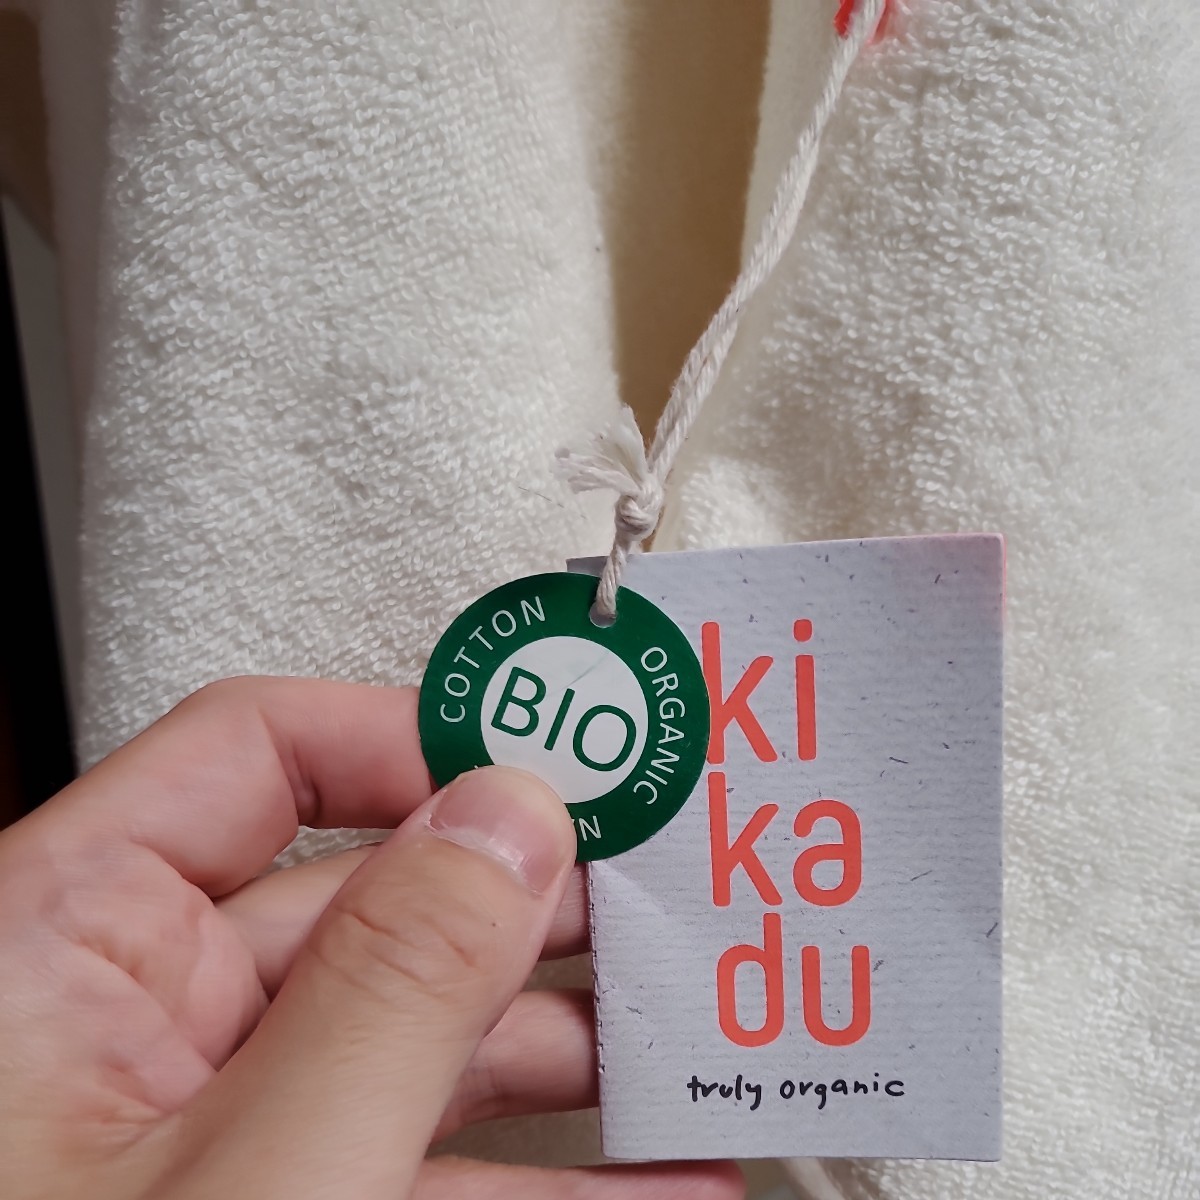 COTTON
ORGANIC
BIO
ki
ka
du
truly organic